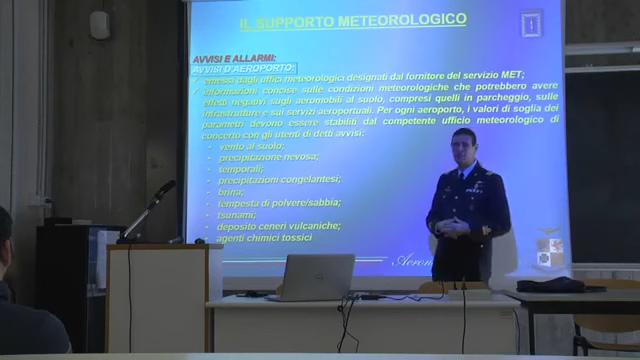 IL SUPPORTO METEOROLOGICO
AVVISI E ALLARMI:
AVVISI D'AEROPORTO:
✓ emessi dagli uffici meteorologici designati dal fornitore del servizio MET;
✓ informazioni concise sulle condizioni meteorologiche che potrebbero avere
effetti negativi sugli aeromobili al suolo, compresi quelli in parcheggio, sulle
infrastrutture e sui servizi aeroportuali. Per ogni aeroporto, i valori di soglia dei
parametri devono essere stabiliti dal competente ufficio meteorologico di
concerto con gli utenti di detti avvisi:
- vento al suolo;
- precipitazione nevosa;
- temporali;
- precipitazioni congelantesi;
- brina;
- tempesta di polvere/sabbia;
- tsunami;
- deposito ceneri vulcaniche;
- agenti chimici tossici
Aeron